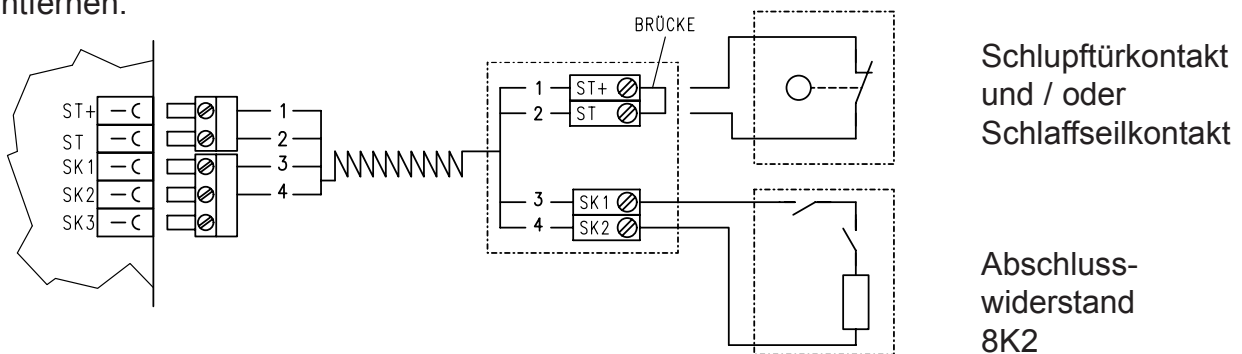 ntfernen.
BRÜCKE
ST+ 1 1 ST+
ST 2 2 ST
SK1 3
SK2 4
SK3
3 SK1
4 SK2
Schlupftürkontakt
und / oder
Schlaffseilkontakt
Abschluss-
widerstand
8K2